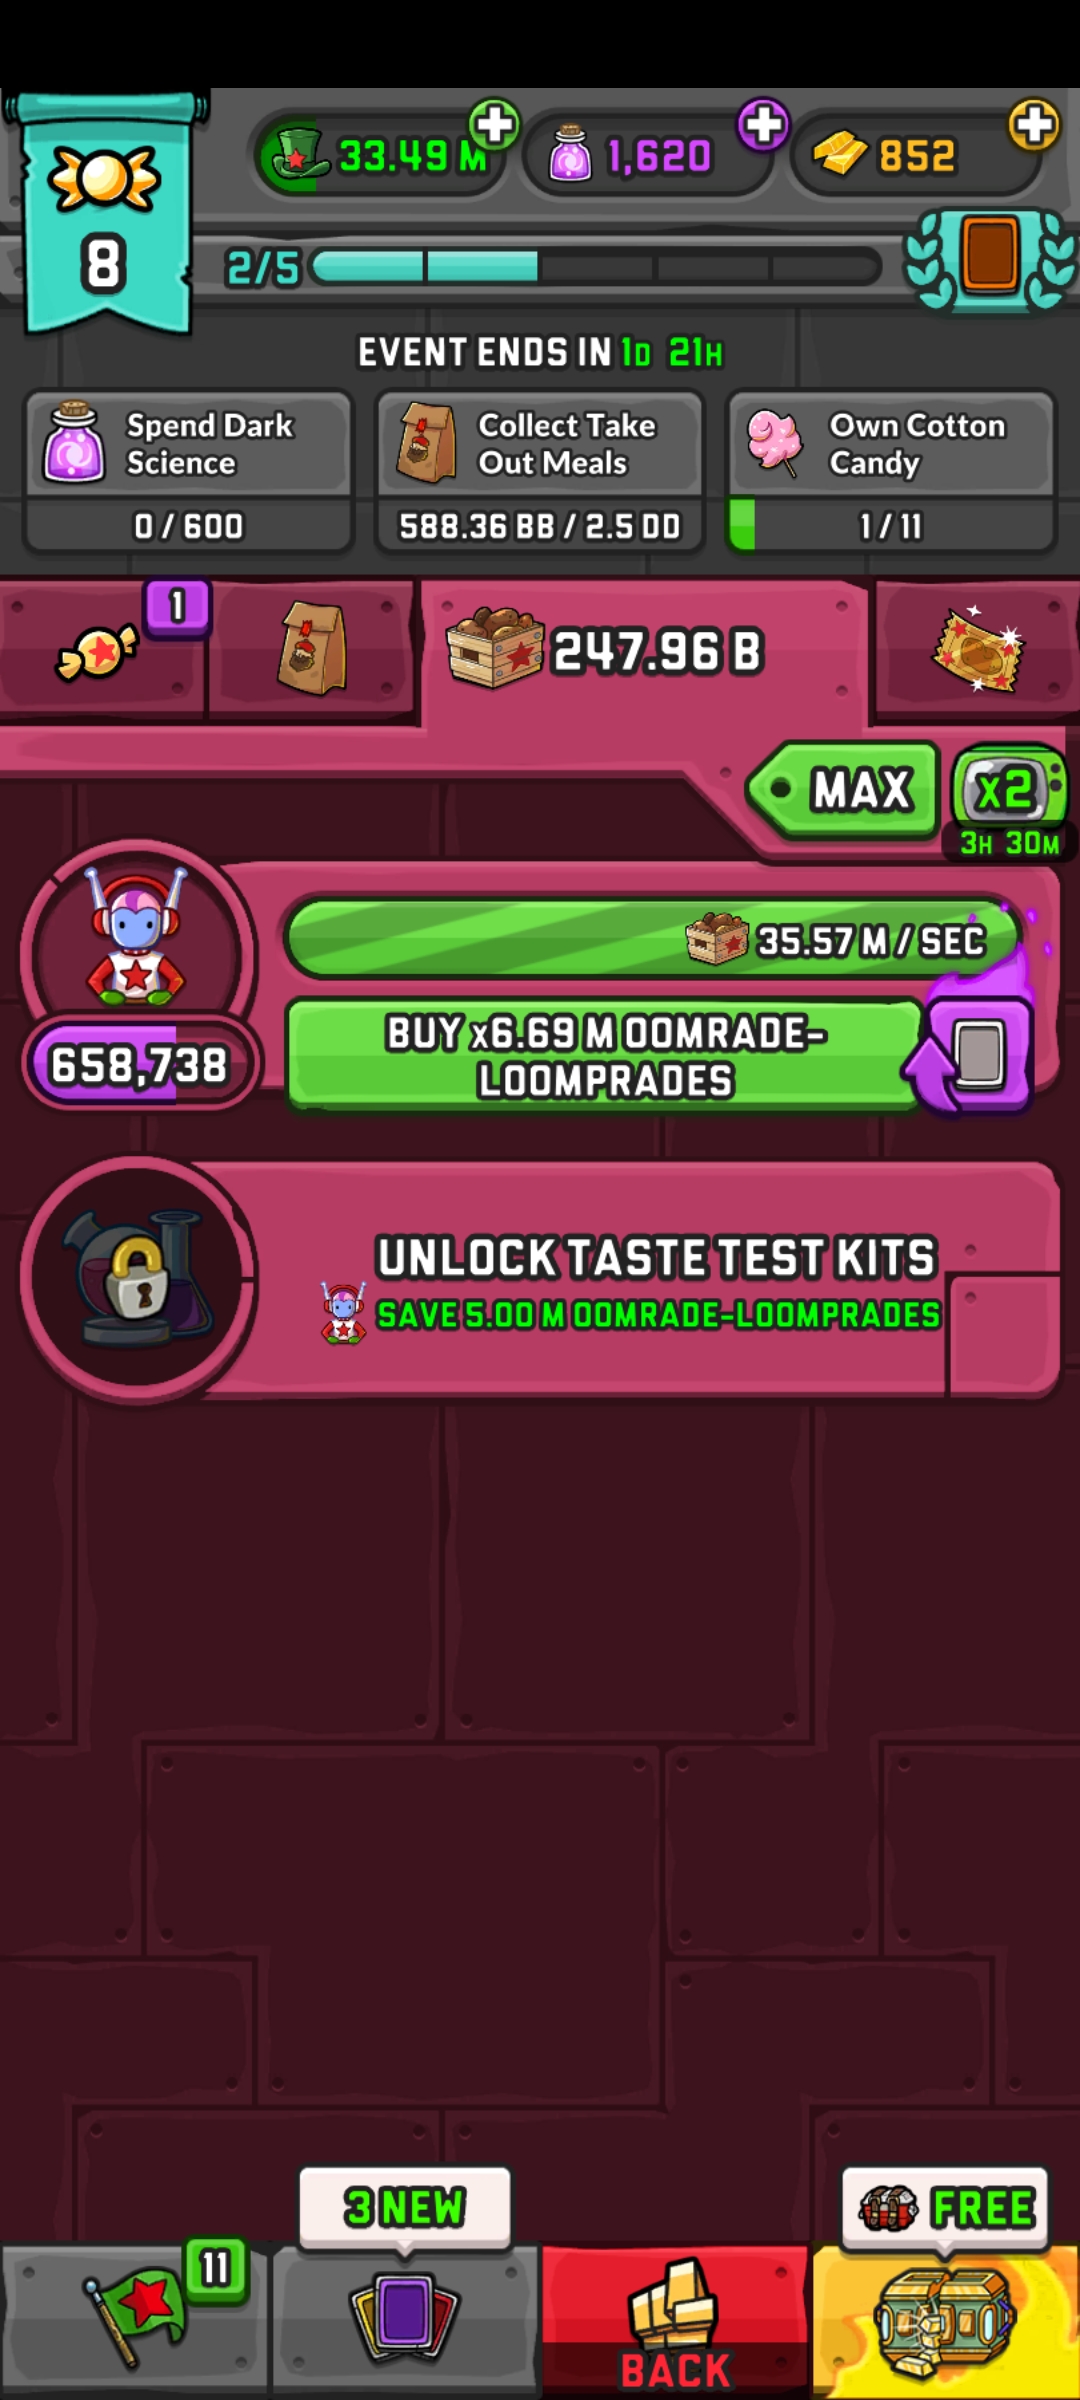 33.49 M
1,620
852
8
2/5
EVENT ENDS IN 1D 21H
Spend Dark
Science
0 / 600
Collect Take
Out Meals
588.36 BB / 2.5 DD
Own Cotton
Candy
1 / 11
1
247.96 B
MAX
x2
3H 30M
35.57 M / SEC
658,738
BUY x6.69 M OOMRADE-
LOOMPRADES
UNLOCK TASTE TEST KITS
SAVE 5.00 M OOMRADE-LOOMPRADES
3 NEW
FREE
11
BACK